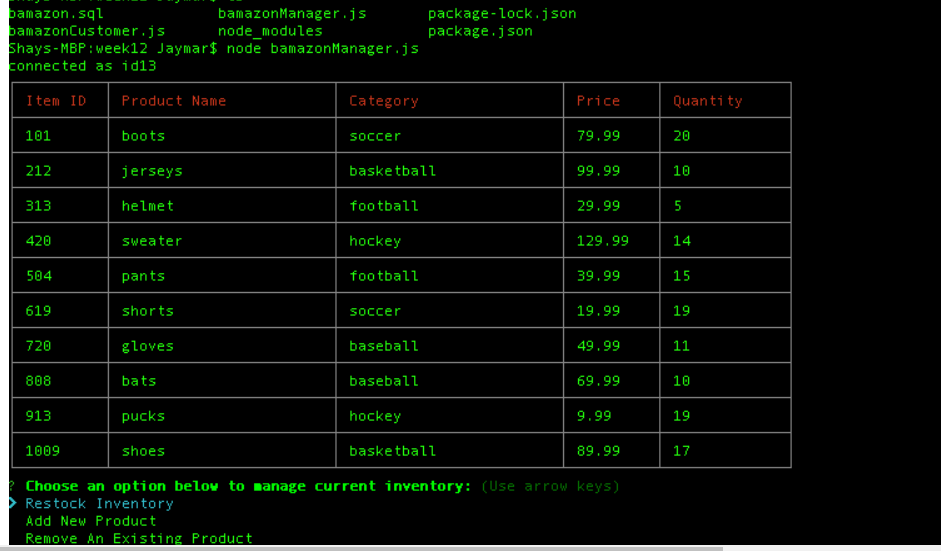 bamazon.sql bamazonManager.js package-lock.json
bamazonCustomer.js node_modules package.json
Shays-MBP:week12 Jaymar$ node bamazonManager.js
connected as id13
Item ID Product Name Category Price Quantity
101 boots soccer 79.99 20
212 jerseys basketball 99.99 10
313 helmet football 29.99 5
420 sweater hockey 129.99 14
504 pants football 39.99 15
619 shorts soccer 19.99 19
720 gloves baseball 49.99 11
808 bats baseball 69.99 10
913 pucks hockey 9.99 19
1009 shoes basketball 89.99 17
? Choose an option below to manage current inventory: (Use arrow keys)
❯ Restock Inventory
Add New Product
Remove An Existing Product